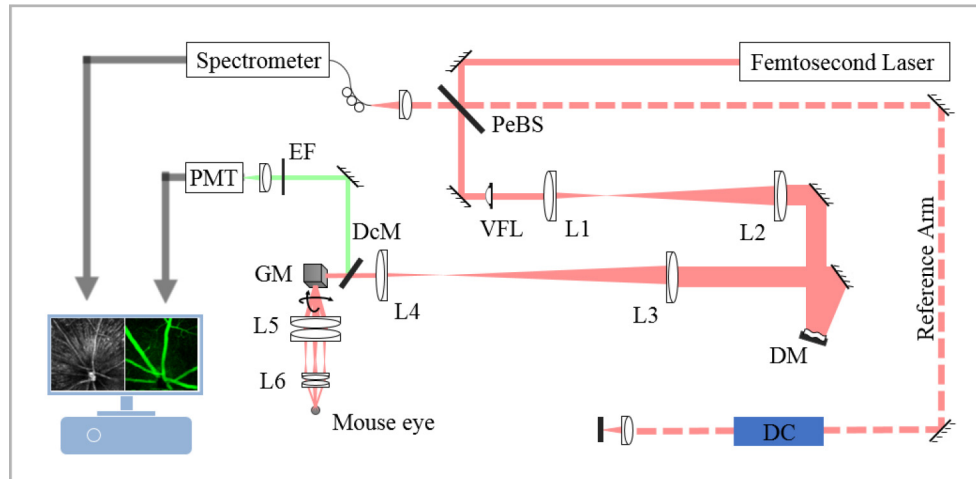 Spectrometer
Femtosecond Laser
PeBS
EF
PMT
VFL
L1
L2
DcM
GM
L4
L3
L5
DM
L6
Mouse eye
Reference Arm
DC